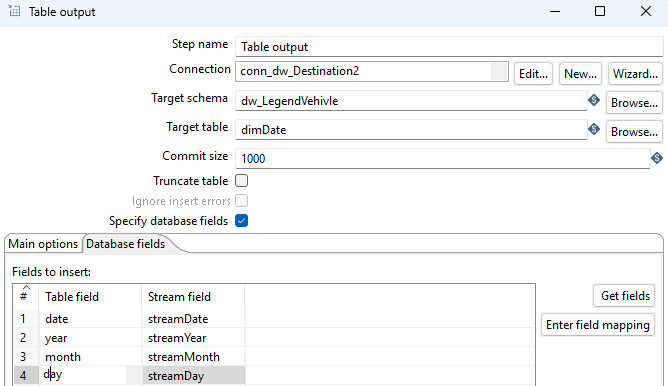 Table output
Step name Table output
Connection conn_dw_Destination2 Edit... New... Wizard...
Target schema dw_LegendVehivle Browse...
Target table dimDate Browse...
Commit size 1000
Truncate table
Ignore insert errors
Specify database fields
Main options Database fields
Fields to insert:
# Table field Stream field
Get fields
1 date streamDate
Enter field mapping
2 year streamYear
3 month streamMonth
4 day streamDay